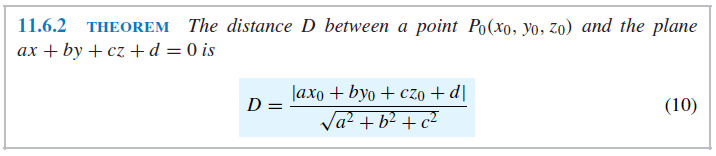 11.6.2 THEOREM The distance D between a point P₀(x₀, y₀, z₀) and the plane
ax + by + cz + d = 0 is
D = |ax₀ + by₀ + cz₀ + d| / √(a² + b² + c²) (10)